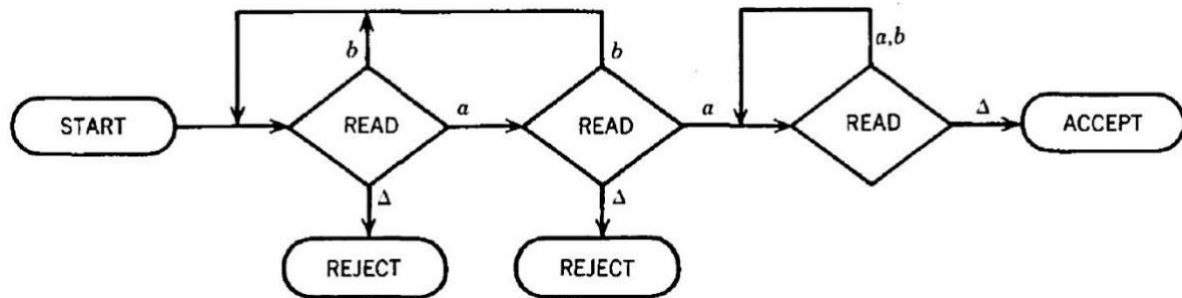 b b a,b
START READ a READ a READ Δ ACCEPT
Δ Δ
REJECT REJECT